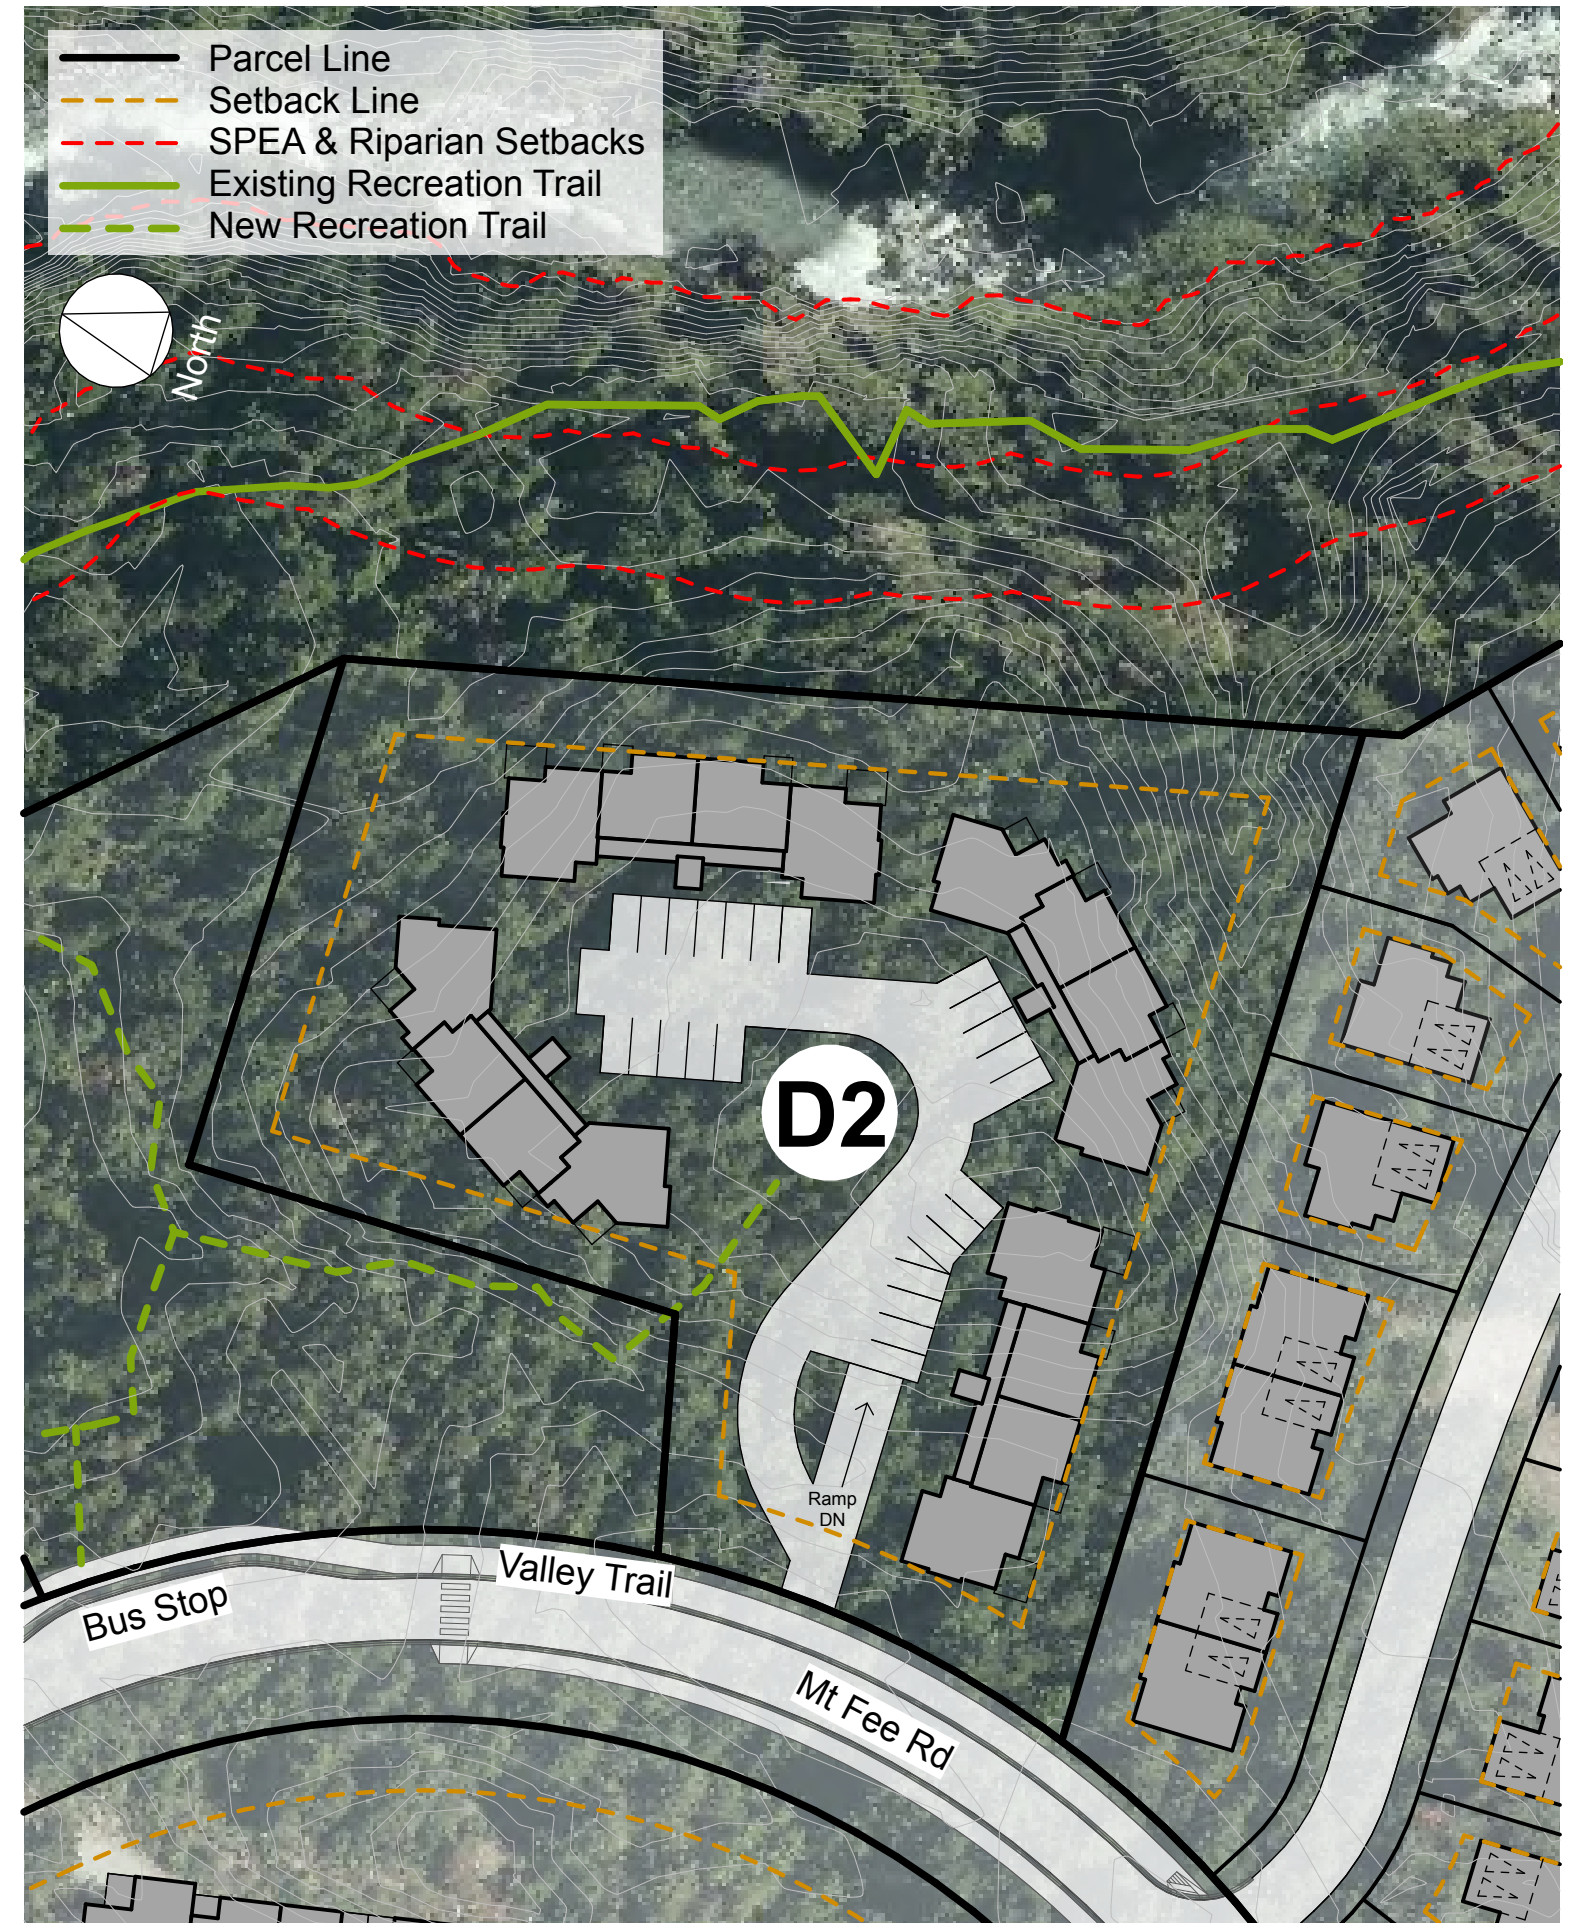 Parcel Line
Setback Line
SPEA & Riparian Setbacks
Existing Recreation Trail
New Recreation Trail
North
D2
Ramp
DN
Valley Trail
Bus Stop
Mt Fee Rd